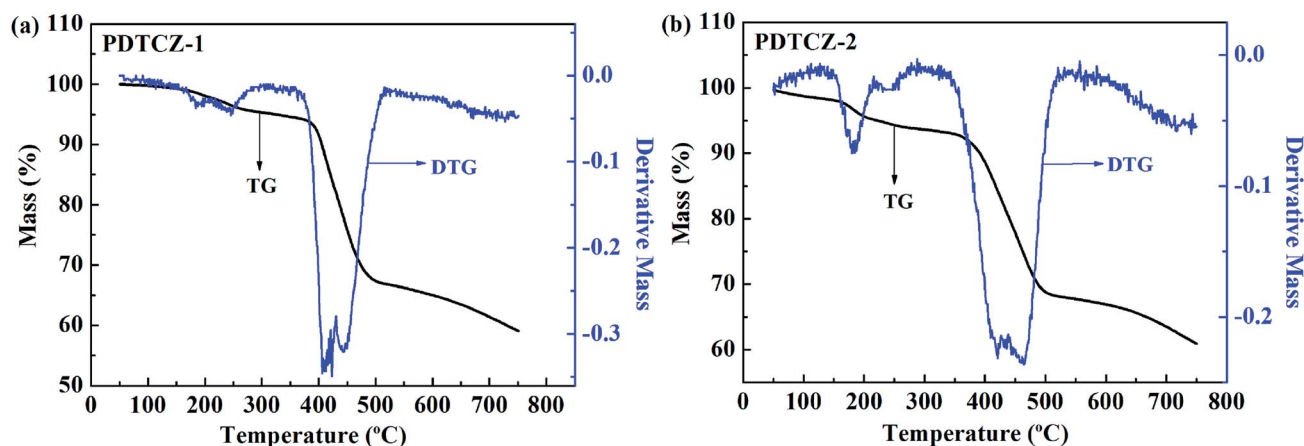 (a)
PDTCZ-1
110
100
90
80
70
60
50
Mass (%)
0 100 200 300 400 500 600 700 800
Temperature (ºC)
0.0
-0.1
-0.2
-0.3
Derivative Mass
TG
DTG
(b)
PDTCZ-2
110
100
90
80
70
60
Mass (%)
0 100 200 300 400 500 600 700 800
Temperature (ºC)
0.0
-0.1
-0.2
Derivative Mass
TG
DTG